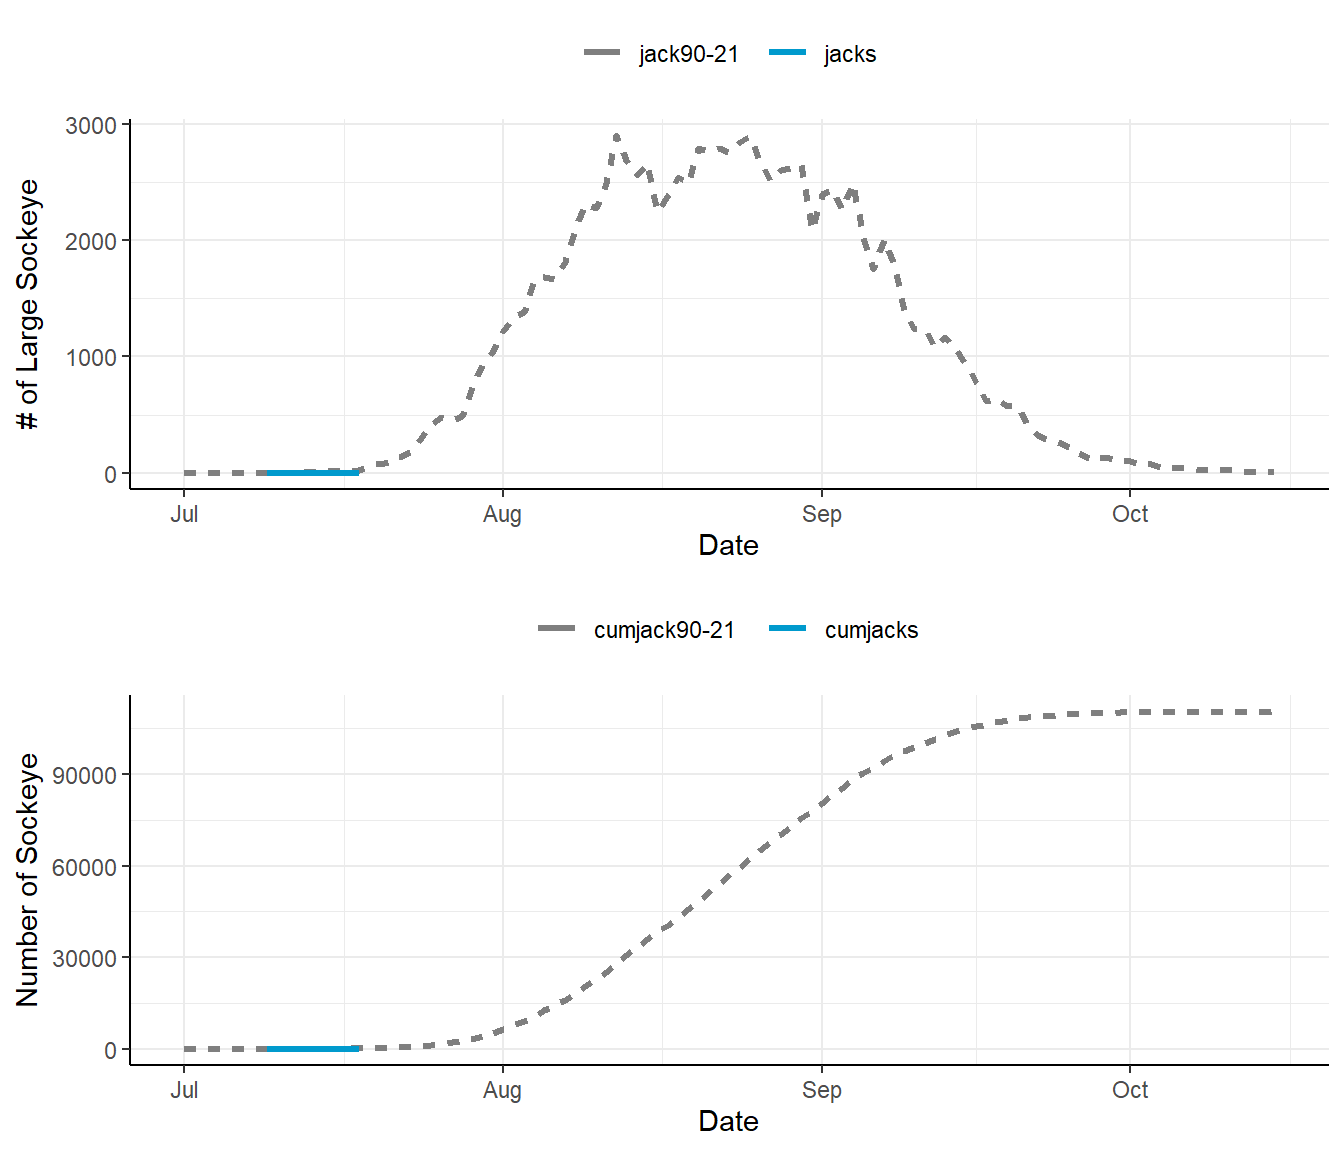 jack90-21 jacks
3000
2000
1000
0
# of Large Sockeye
Jul Aug Sep Oct
Date
cumjack90-21 cumjacks
90000
60000
30000
0
Number of Sockeye
Jul Aug Sep Oct
Date